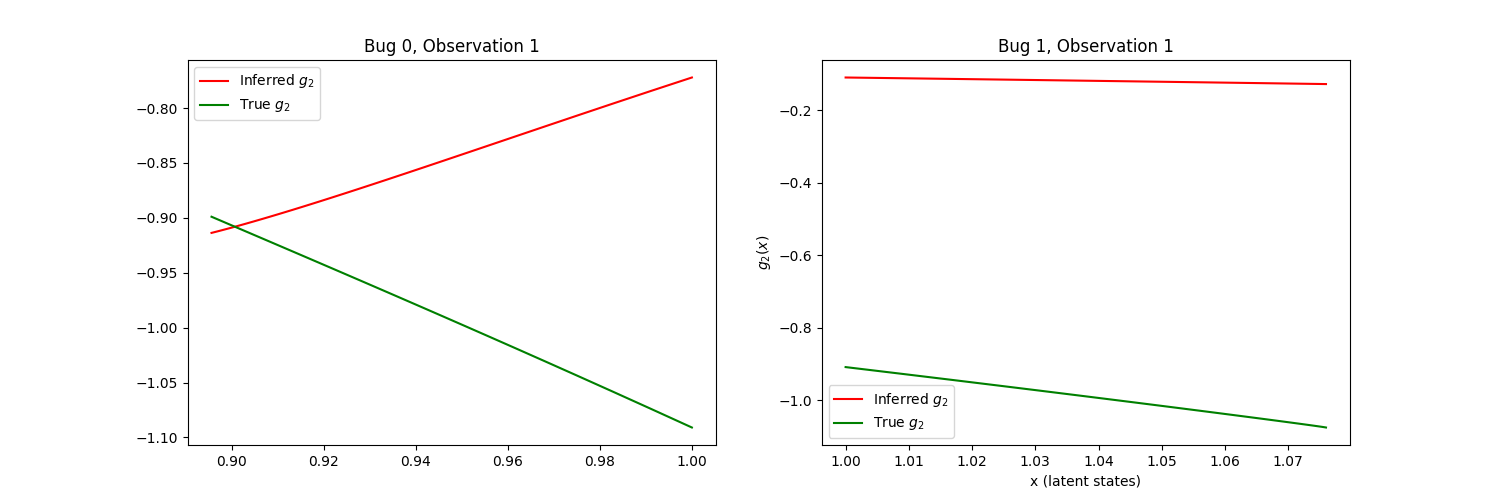 Bug 0, Observation 1
Inferred g₂
True g₂
−0.80
−0.85
−0.90
−0.95
−1.00
−1.05
−1.10
0.90 0.92 0.94 0.96 0.98 1.00
Bug 1, Observation 1
g₂(x)
−0.2
−0.4
−0.6
−0.8
−1.0
Inferred g₂
True g₂
1.00 1.01 1.02 1.03 1.04 1.05 1.06 1.07
x (latent states)